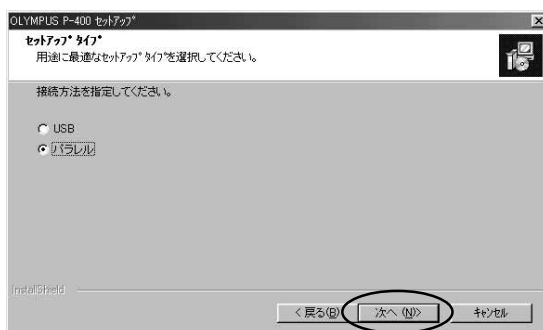 OLYMPUS P-400 ｾｯﾄｱｯﾌﾟ
ｾｯﾄｱｯﾌﾟ ﾀｲﾌﾟ
用途に最適なｾｯﾄｱｯﾌﾟ ﾀｲﾌﾟを選択してください。
接続方法を指定してください。
USB
パラレル
InstallShield
< 戻る(B)
次へ (N)>
ｷｬﾝｾﾙ